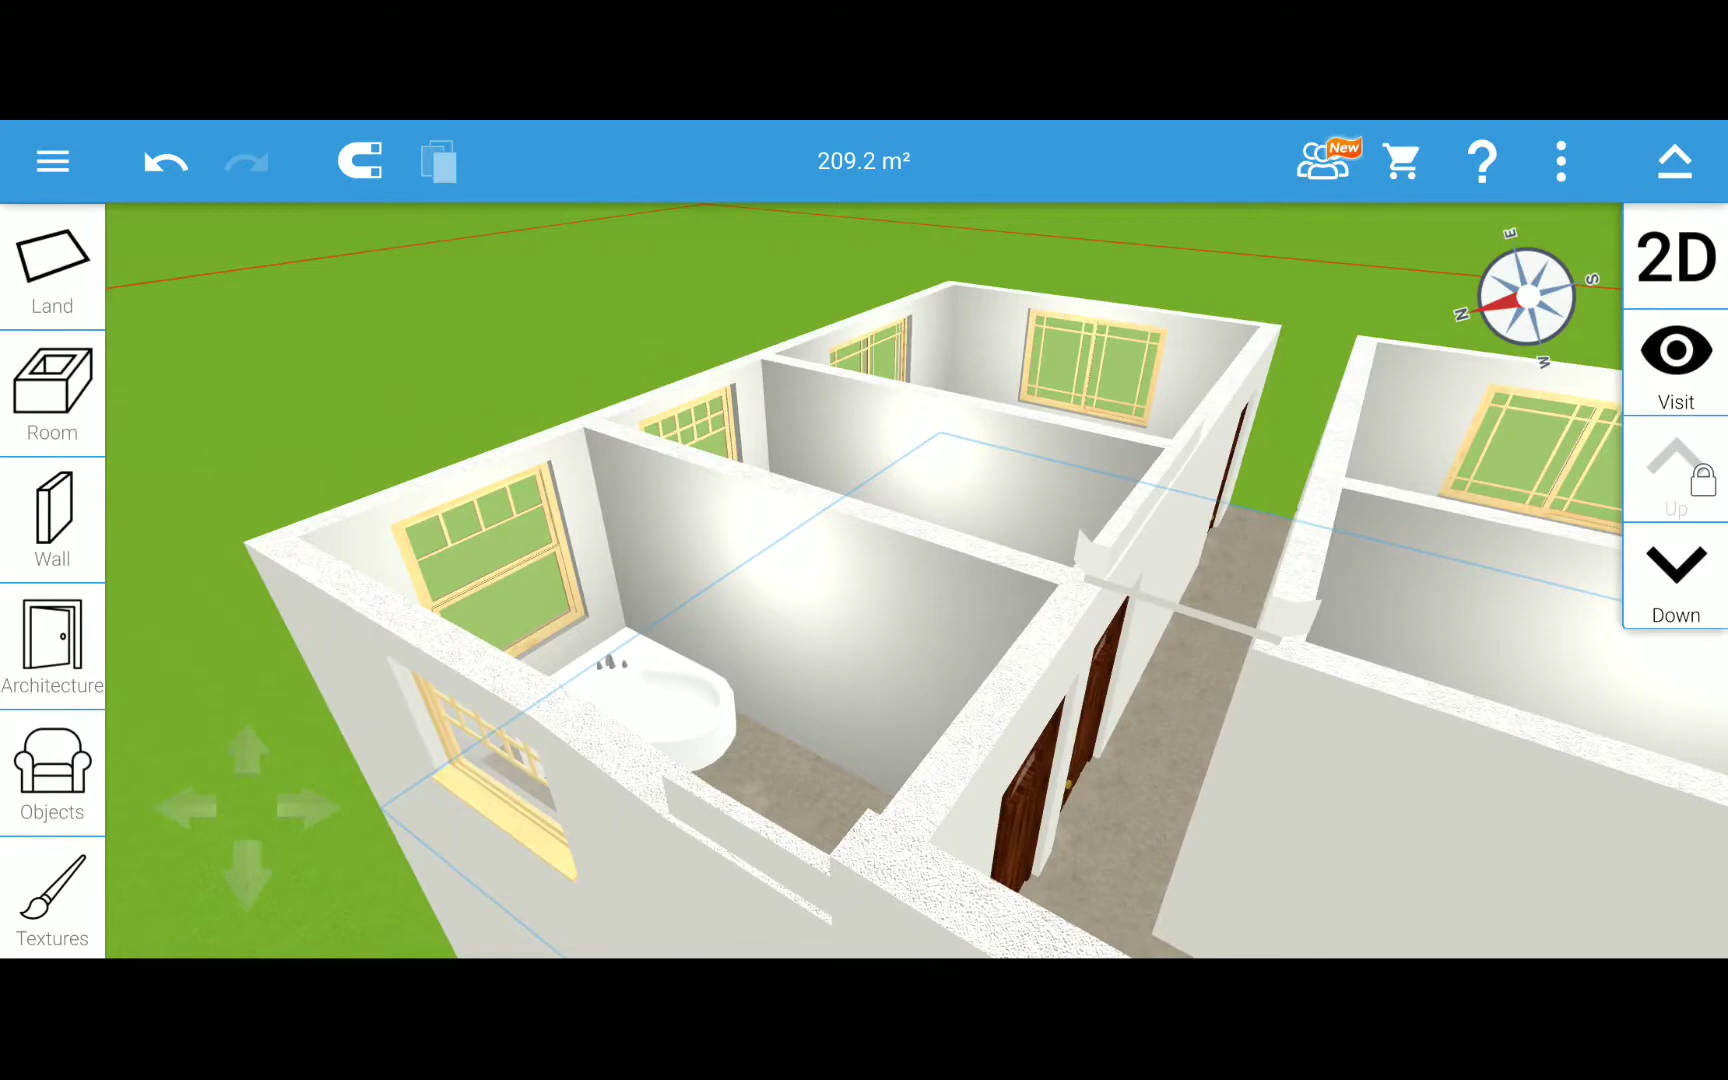 209.2 m²
New
Land
Room
Wall
Architecture
Objects
Textures
E
S
N
W
2D
Visit
Up
Down